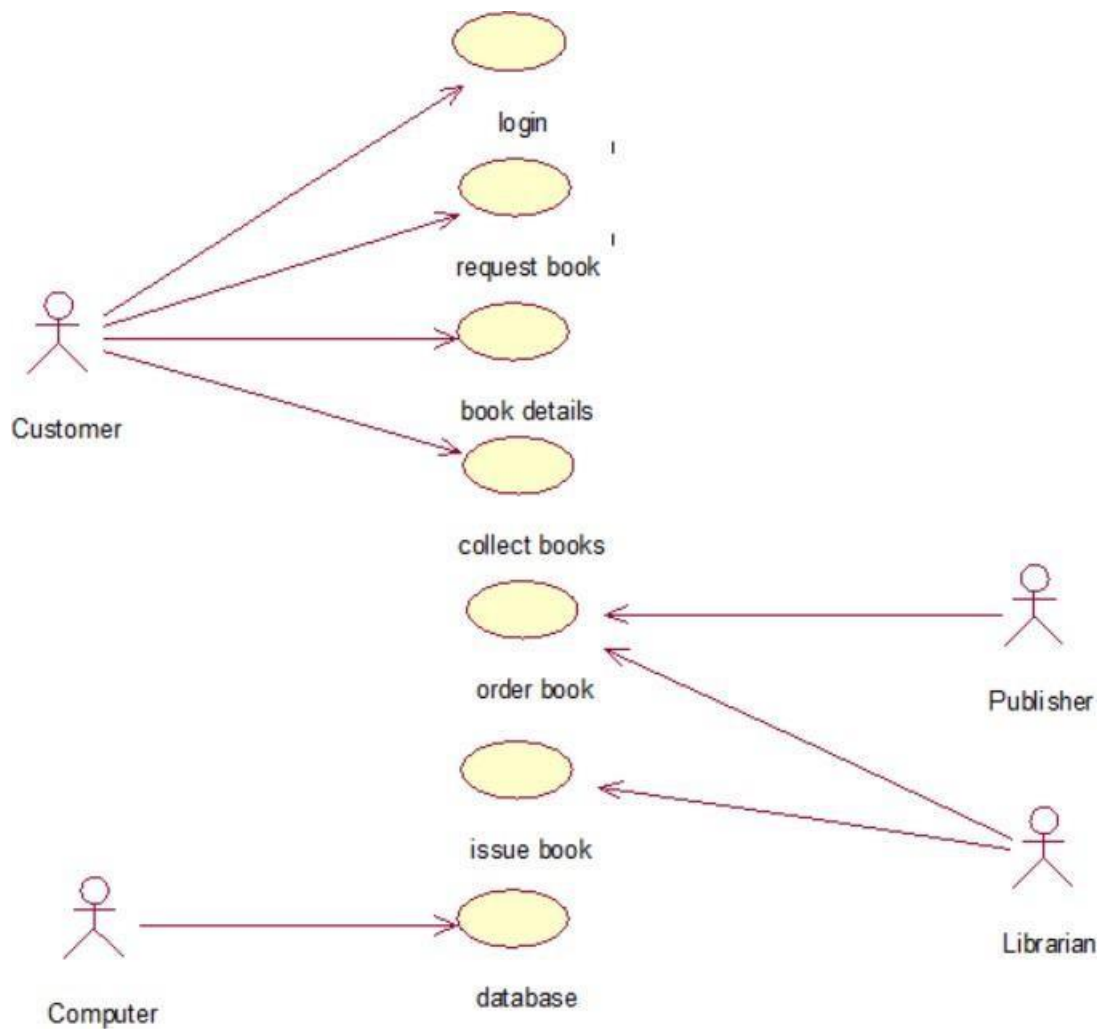 login
request book
book details
Customer
collect books
order book
Publisher
issue book
Librarian
database
Computer